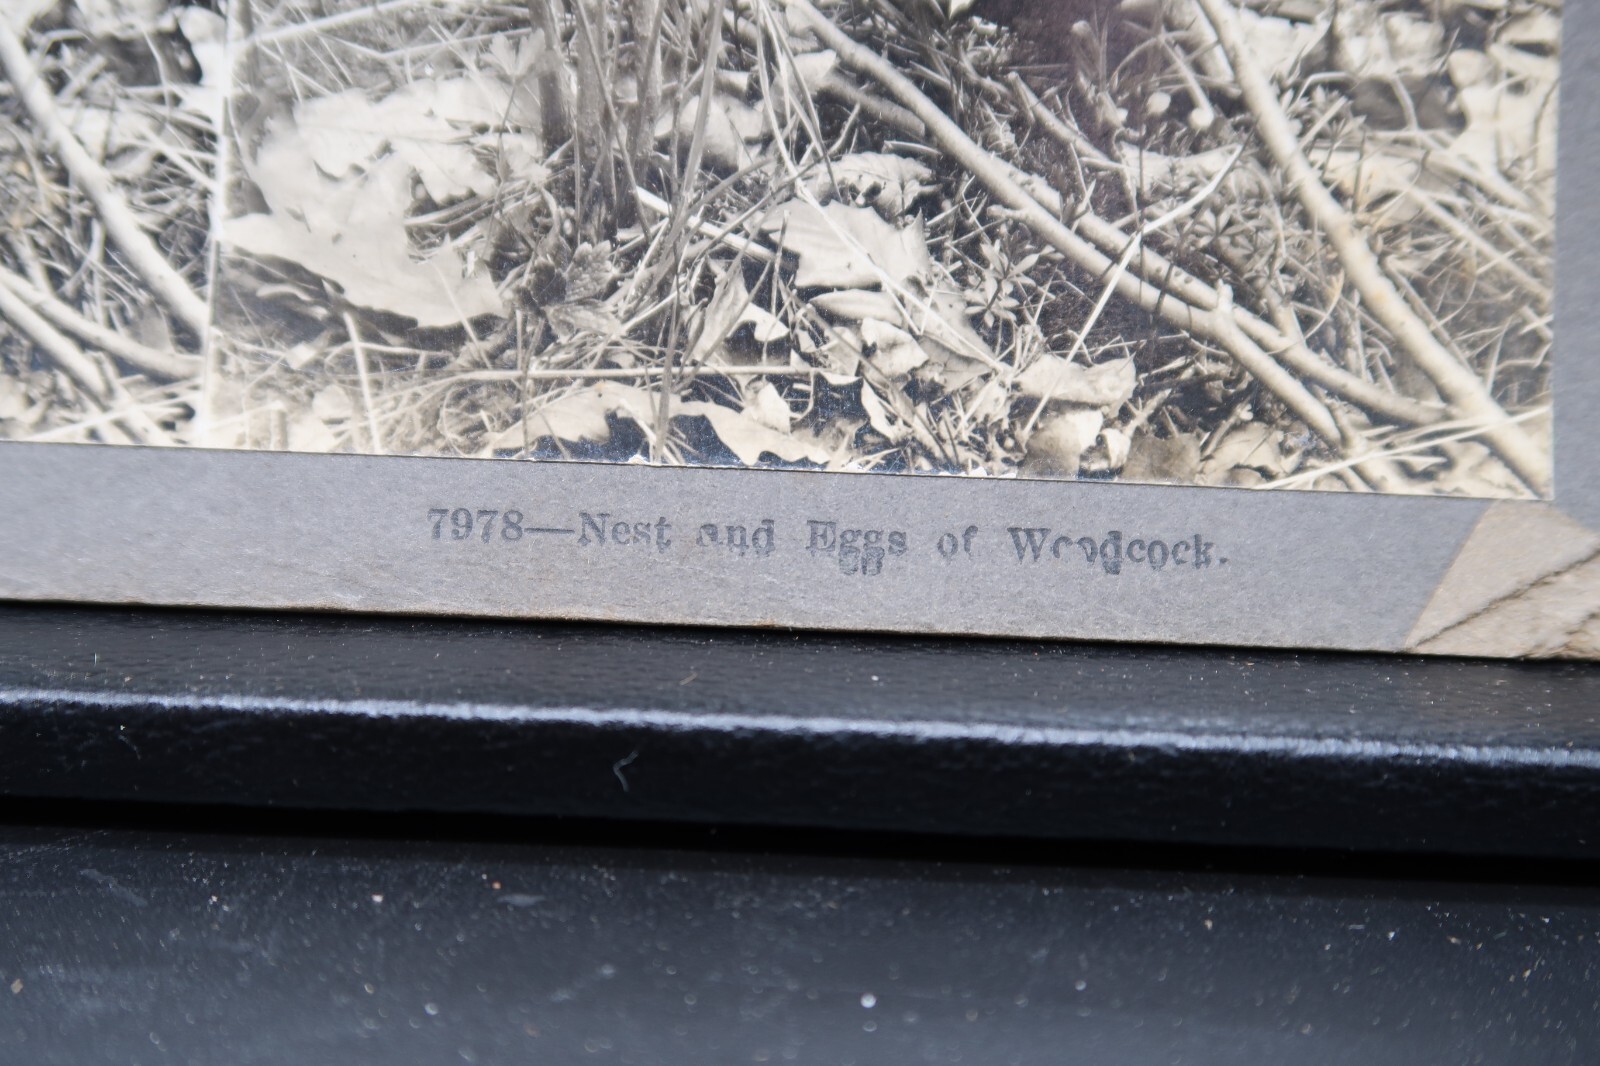 7978—Nest and Eggs of Woodcock.